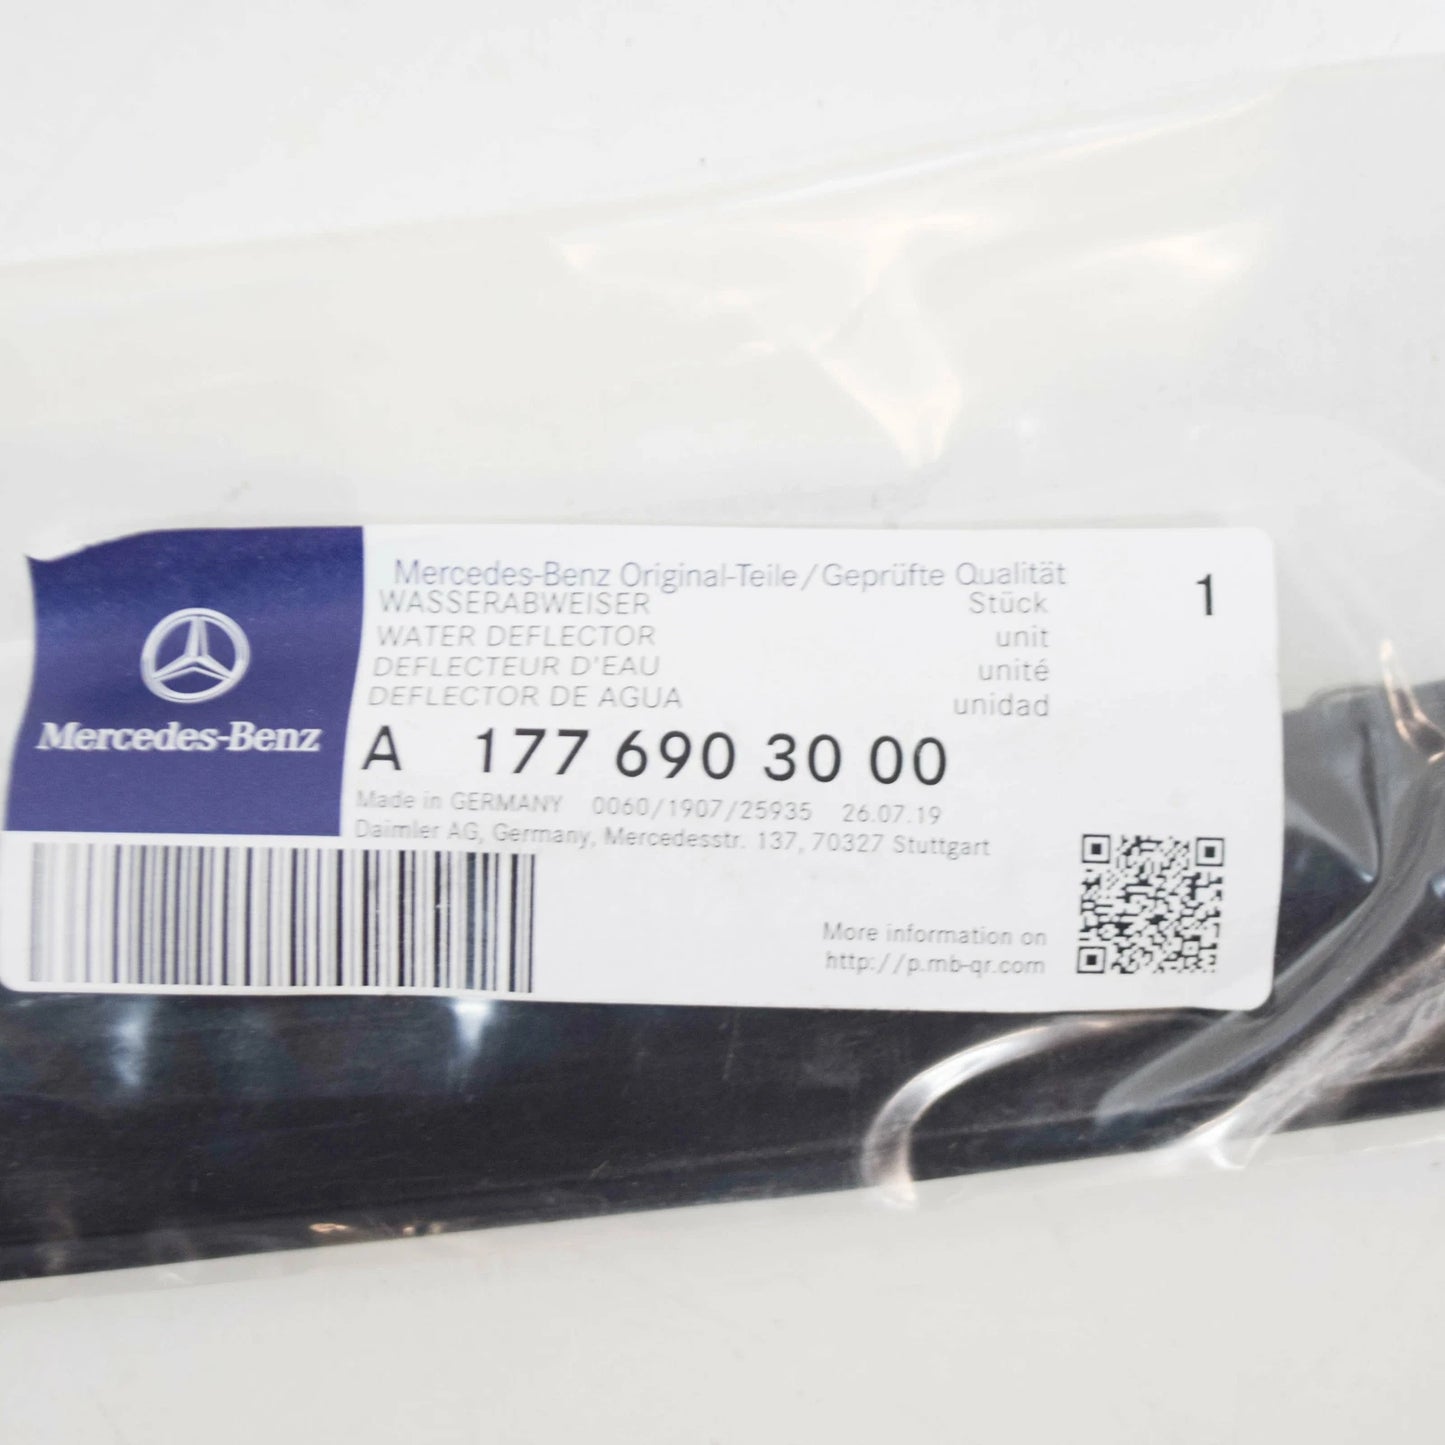 Mercedes-Benz
Mercedes-Benz Original-Teile/Geprüfte Qualität
WASSERABWEISER Stück 1
WATER DEFLECTOR unit
DEFLECTEUR D'EAU unité
DEFLECTOR DE AGUA unidad
A 177 690 30 00
Made in GERMANY 0060/1907/25935 26.07.19
Daimler AG, Germany, Mercedesstr. 137, 70327 Stuttgart
More information on
http://p.mb-qr.com